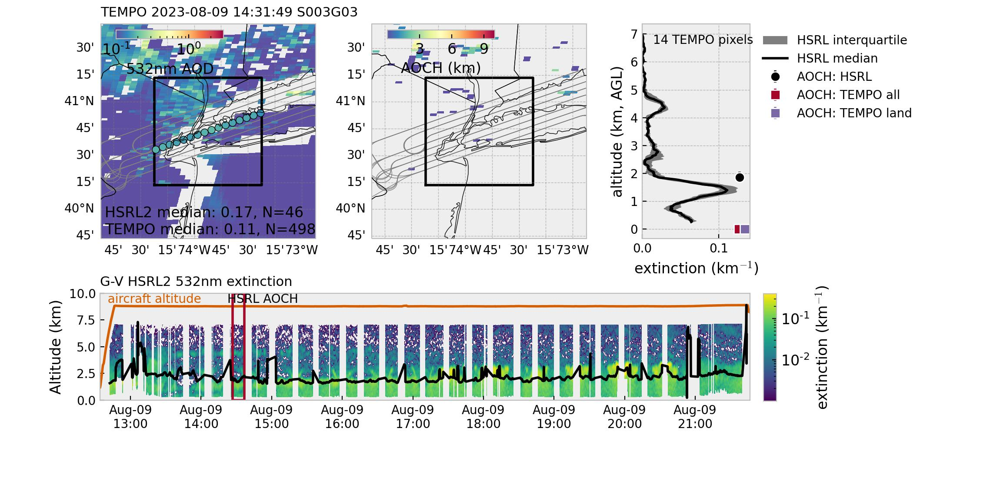 TEMPO 2023-08-09 14:31:49 S003G03
10-1 100
532nm AOD
30'
15'
41°N
45'
30'
15'
40°N
45'
HSRL2 median: 0.17, N=46
TEMPO median: 0.11, N=498
45' 30' 15' 74°W 45' 30' 15' 73°W
3 6 9
AOCH (km)
30'
15'
41°N
45'
30'
15'
40°N
45'
45' 30' 15' 74°W 45' 30' 15' 73°W
14 TEMPO pixels
altitude (km, AGL)
7
6
5
4
3
2
1
0
0.0 0.1
extinction (km−1)
HSRL interquartile
HSRL median
AOCH: HSRL
AOCH: TEMPO all
AOCH: TEMPO land
G-V HSRL2 532nm extinction
aircraft altitude HSRL AOCH
Altitude (km)
10.0
7.5
5.0
2.5
0.0
Aug-09 Aug-09 Aug-09 Aug-09 Aug-09 Aug-09 Aug-09 Aug-09 Aug-09
13:00 14:00 15:00 16:00 17:00 18:00 19:00 20:00 21:00
10-1
10-2
extinction (km−1)